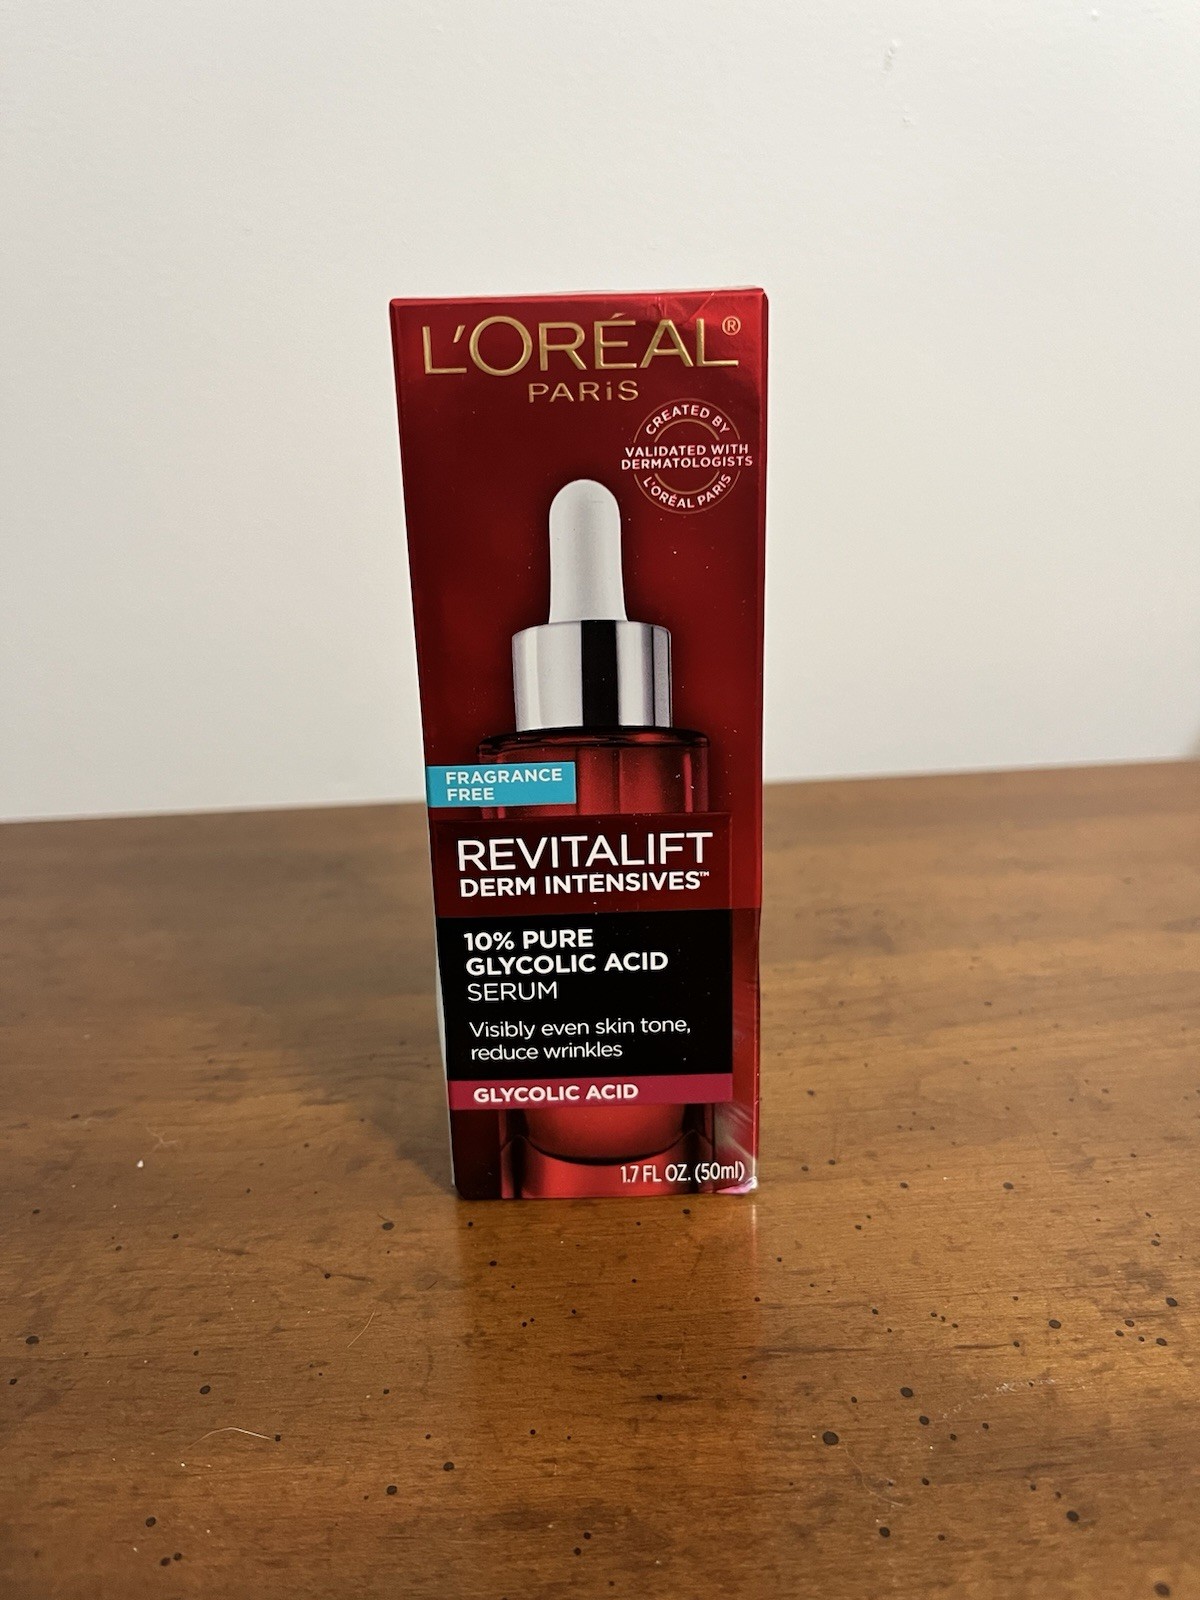 L'ORÉAL®
PARiS
CREATED BY
VALIDATED WITH
DERMATOLOGISTS
L'ORÉAL PARIS
FRAGRANCE
FREE
REVITALIFT
DERM INTENSIVES™
10% PURE
GLYCOLIC ACID
SERUM
Visibly even skin tone,
reduce wrinkles
GLYCOLIC ACID
1.7 FL OZ. (50ml)